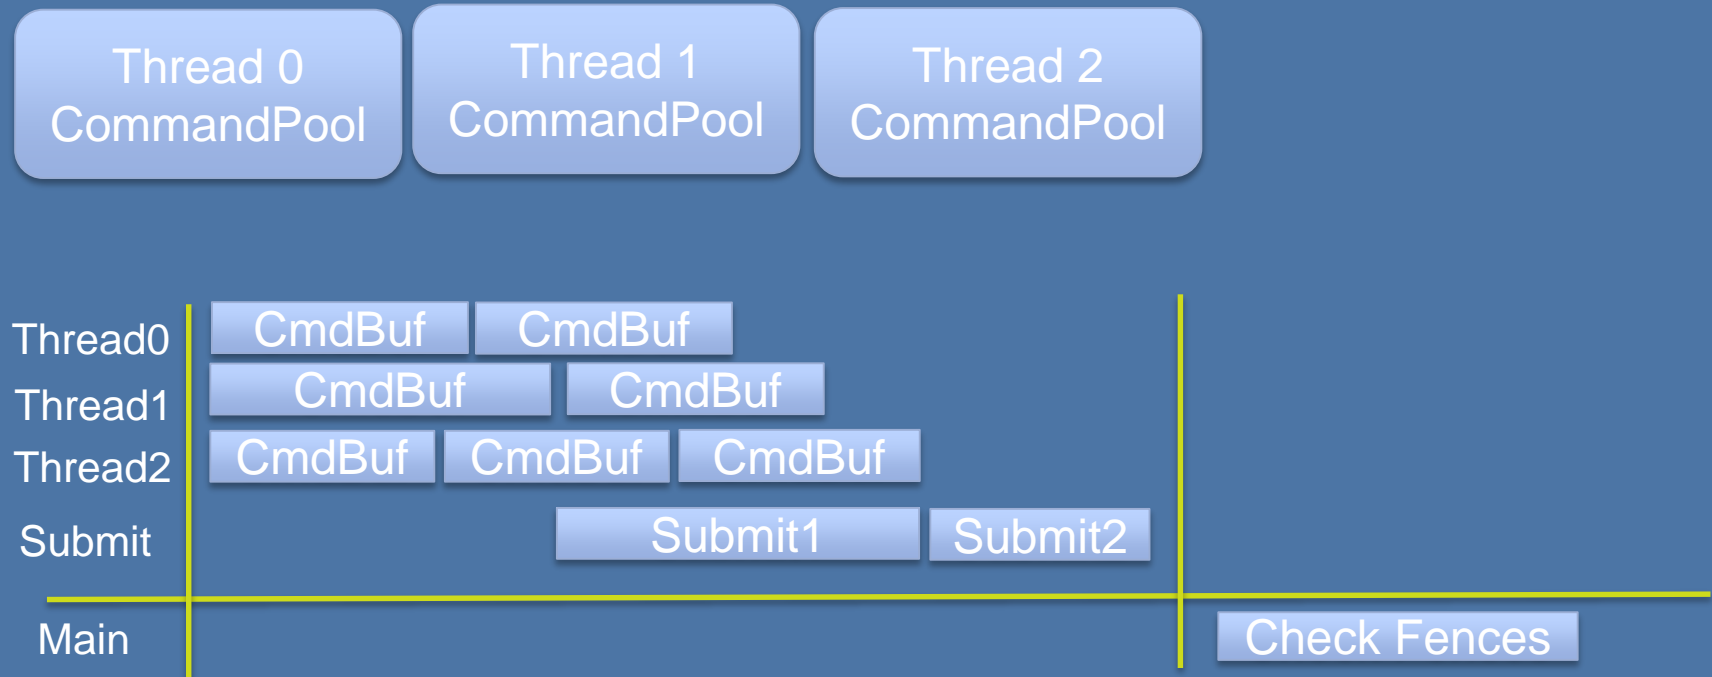 Thread 0
CommandPool
Thread 1
CommandPool
Thread 2
CommandPool
Thread0
CmdBuf CmdBuf
Thread1
CmdBuf CmdBuf
Thread2
CmdBuf CmdBuf CmdBuf
Submit
Submit1 Submit2
Main
Check Fences